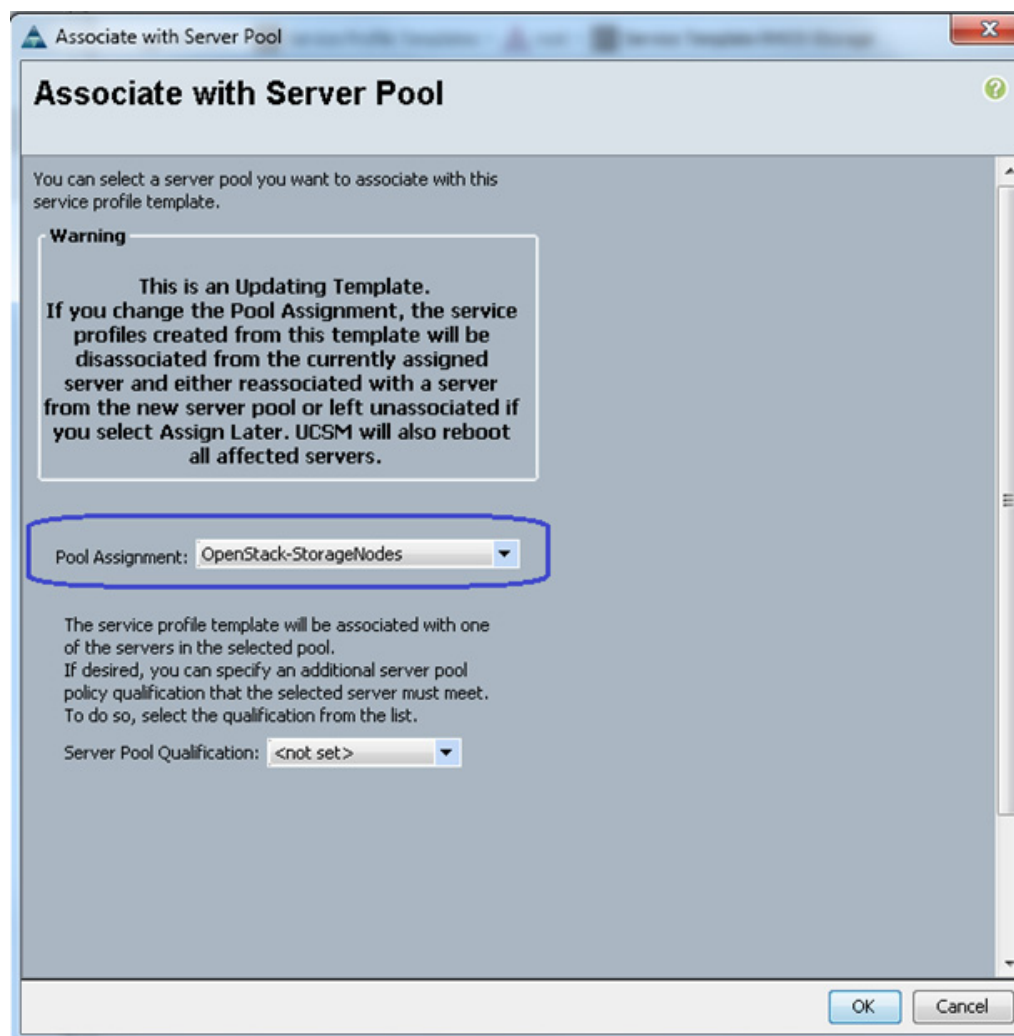 Associate with Server Pool
Associate with Server Pool
You can select a server pool you want to associate with this
service profile template.
Warning
This is an Updating Template.
If you change the Pool Assignment, the service
profiles created from this template will be
disassociated from the currently assigned
server and either reassociated with a server
from the new server pool or left unassociated if
you select Assign Later. UCSM will also reboot
all affected servers.
Pool Assignment: OpenStack-StorageNodes
The service profile template will be associated with one
of the servers in the selected pool.
If desired, you can specify an additional server pool
policy qualification that the selected server must meet.
To do so, select the qualification from the list.
Server Pool Qualification: <not set>
OK Cancel